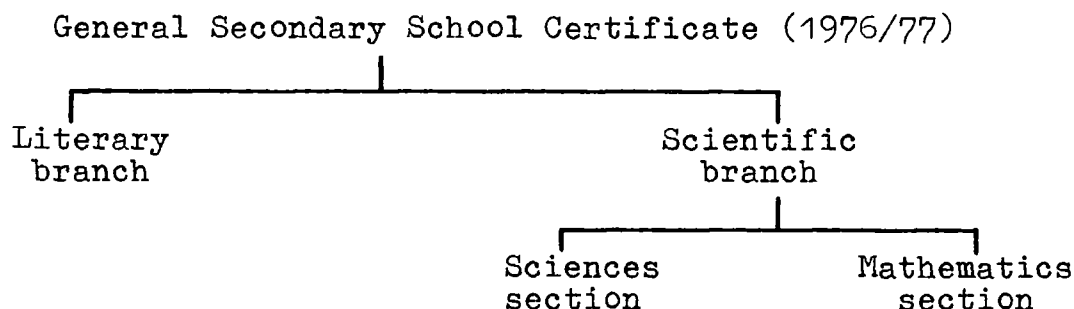 General Secondary School Certificate (1976/77)
Literary
branch
Scientific
branch
Sciences
section
Mathematics
section